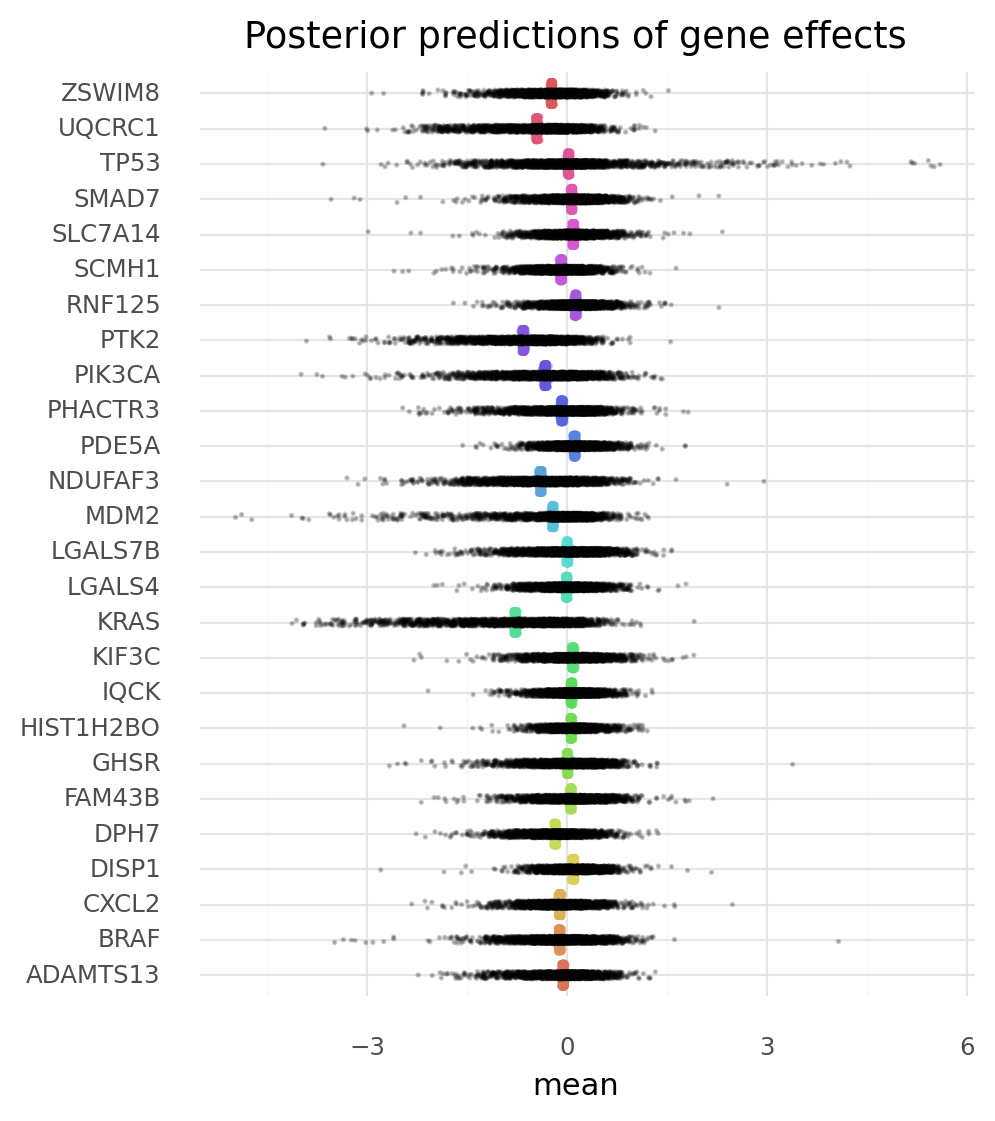 Posterior predictions of gene effects
ZSWIM8
UQCRC1
TP53
SMAD7
SLC7A14
SCMH1
RNF125
PTK2
PIK3CA
PHACTR3
PDE5A
NDUFAF3
MDM2
LGALS7B
LGALS4
KRAS
KIF3C
IQCK
HIST1H2BO
GHSR
FAM43B
DPH7
DISP1
CXCL2
BRAF
ADAMTS13
−3 0 3 6
mean